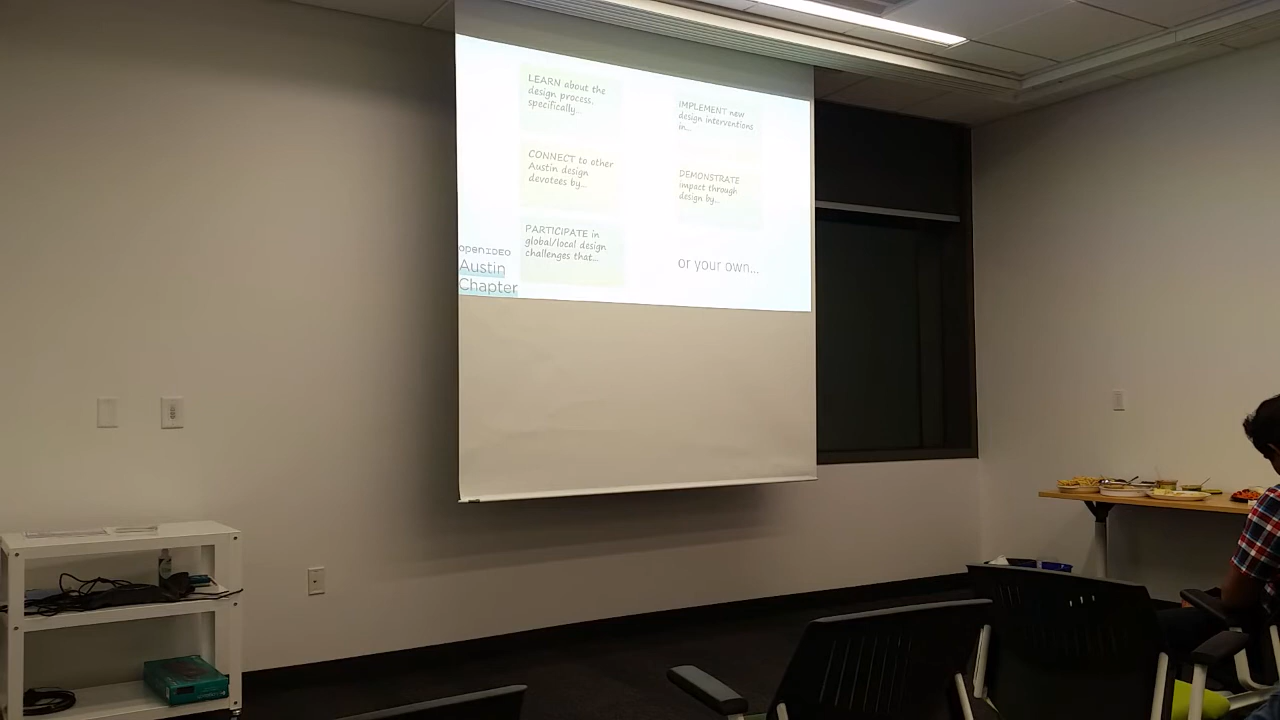 LEARN about the
design process,
specifically...
CONNECT to other
Austin design
devotees by...
PARTICIPATE in
global/local design
challenges that...
IMPLEMENT new
design interventions
in...
DEMONSTRATE
impact through
design by...
or your own...
OPENIDEO
Austin
Chapter